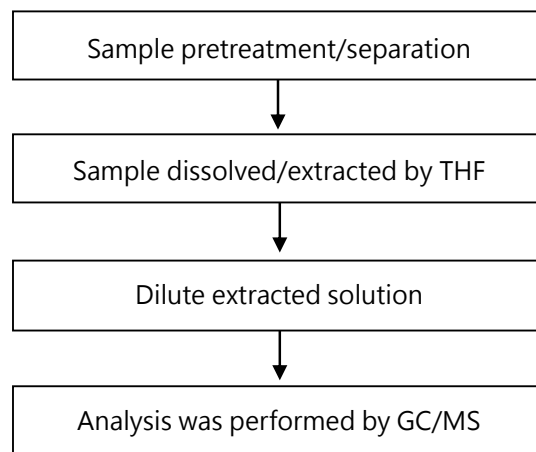 Sample pretreatment/separation
Sample dissolved/extracted by THF
Dilute extracted solution
Analysis was performed by GC/MS